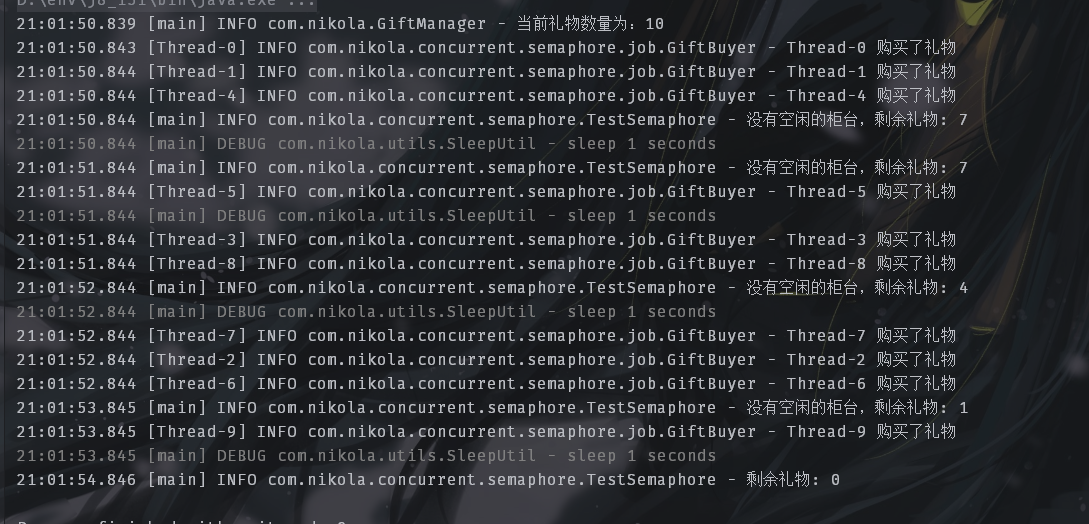 D:\env\j8_151\bin\java.exe ...
21:01:50.839 [main] INFO com.nikola.GiftManager - 当前礼物数量为：10
21:01:50.843 [Thread-0] INFO com.nikola.concurrent.semaphore.job.GiftBuyer - Thread-0 购买了礼物
21:01:50.844 [Thread-1] INFO com.nikola.concurrent.semaphore.job.GiftBuyer - Thread-1 购买了礼物
21:01:50.844 [Thread-4] INFO com.nikola.concurrent.semaphore.job.GiftBuyer - Thread-4 购买了礼物
21:01:50.844 [main] INFO com.nikola.concurrent.semaphore.TestSemaphore - 没有空闲的柜台，剩余礼物: 7
21:01:50.844 [main] DEBUG com.nikola.utils.SleepUtil - sleep 1 seconds
21:01:51.844 [main] INFO com.nikola.concurrent.semaphore.TestSemaphore - 没有空闲的柜台，剩余礼物: 7
21:01:51.844 [Thread-5] INFO com.nikola.concurrent.semaphore.job.GiftBuyer - Thread-5 购买了礼物
21:01:51.844 [main] DEBUG com.nikola.utils.SleepUtil - sleep 1 seconds
21:01:51.844 [Thread-3] INFO com.nikola.concurrent.semaphore.job.GiftBuyer - Thread-3 购买了礼物
21:01:51.844 [Thread-8] INFO com.nikola.concurrent.semaphore.job.GiftBuyer - Thread-8 购买了礼物
21:01:52.844 [main] INFO com.nikola.concurrent.semaphore.TestSemaphore - 没有空闲的柜台，剩余礼物: 4
21:01:52.844 [main] DEBUG com.nikola.utils.SleepUtil - sleep 1 seconds
21:01:52.844 [Thread-7] INFO com.nikola.concurrent.semaphore.job.GiftBuyer - Thread-7 购买了礼物
21:01:52.844 [Thread-2] INFO com.nikola.concurrent.semaphore.job.GiftBuyer - Thread-2 购买了礼物
21:01:52.844 [Thread-6] INFO com.nikola.concurrent.semaphore.job.GiftBuyer - Thread-6 购买了礼物
21:01:53.845 [main] INFO com.nikola.concurrent.semaphore.TestSemaphore - 没有空闲的柜台，剩余礼物: 1
21:01:53.845 [Thread-9] INFO com.nikola.concurrent.semaphore.job.GiftBuyer - Thread-9 购买了礼物
21:01:53.845 [main] DEBUG com.nikola.utils.SleepUtil - sleep 1 seconds
21:01:54.846 [main] INFO com.nikola.concurrent.semaphore.TestSemaphore - 剩余礼物: 0